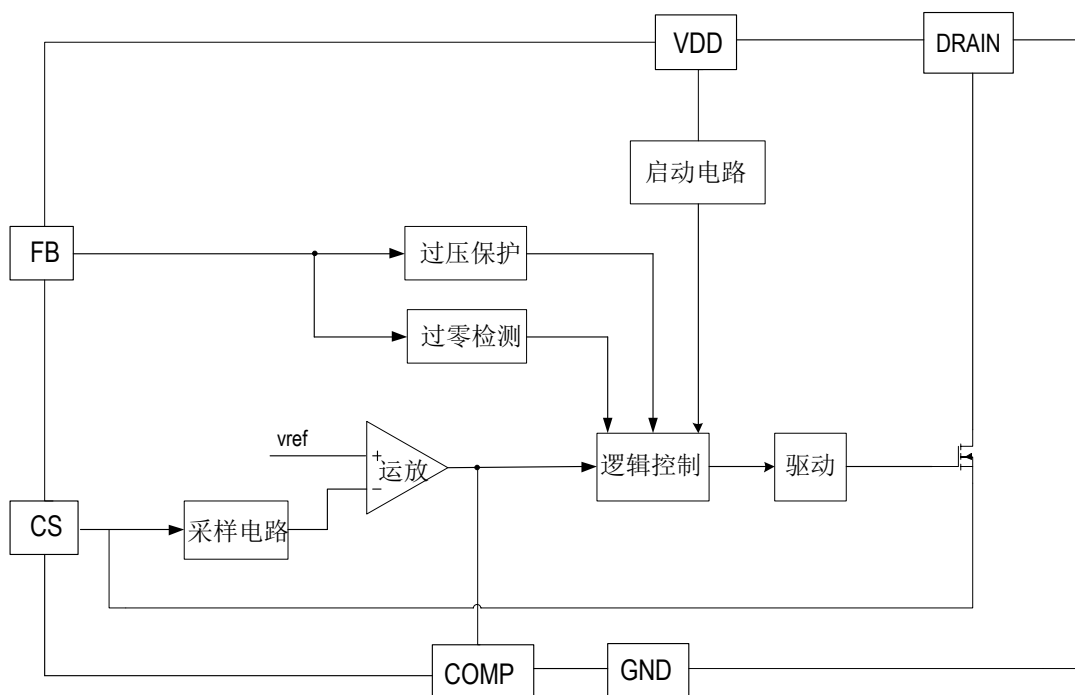 VDD
DRAIN
启动电路
FB
过压保护
过零检测
vref
+
运放
−
逻辑控制
驱动
CS
采样电路
COMP
GND